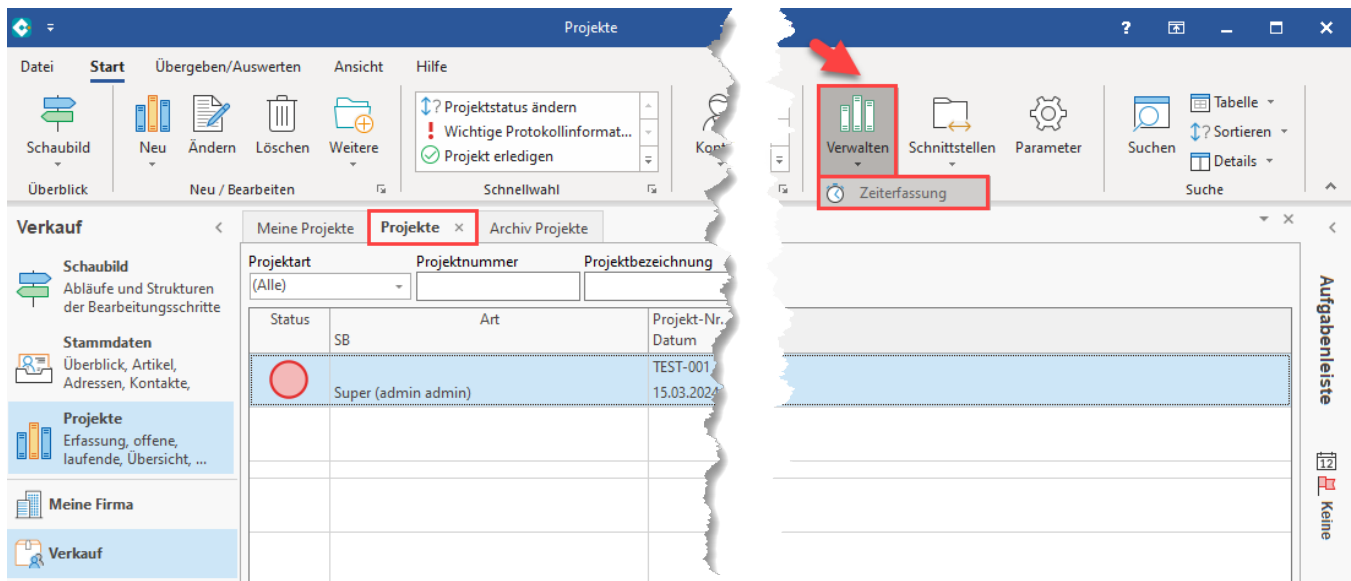 Projekte
?
Datei Start Übergeben/Auswerten Ansicht Hilfe
Schaubild
Überblick
Neu Ändern Löschen Weitere
Neu / Bearbeiten
? Projektstatus ändern
! Wichtige Protokollinformat...
Projekt erledigen
Schnellwahl
Verwalten Schnittstellen Parameter
Zeiterfassung
Suchen
Tabelle
? Sortieren
Details
Suche
Verkauf
Schaubild
Abläufe und Strukturen
der Bearbeitungsschritte
Stammdaten
Überblick, Artikel,
Adressen, Kontakte,
Projekte
Erfassung, offene,
laufende, Übersicht, ...
Meine Firma
Verkauf
Meine Projekte Projekte × Archiv Projekte
Projektart Projektnummer Projektbezeichnung
(Alle)
Status Art Projekt-Nr.
SB Datum
TEST-001
Super (admin admin) 15.03.2024
Aufgabenleiste
12
Keine